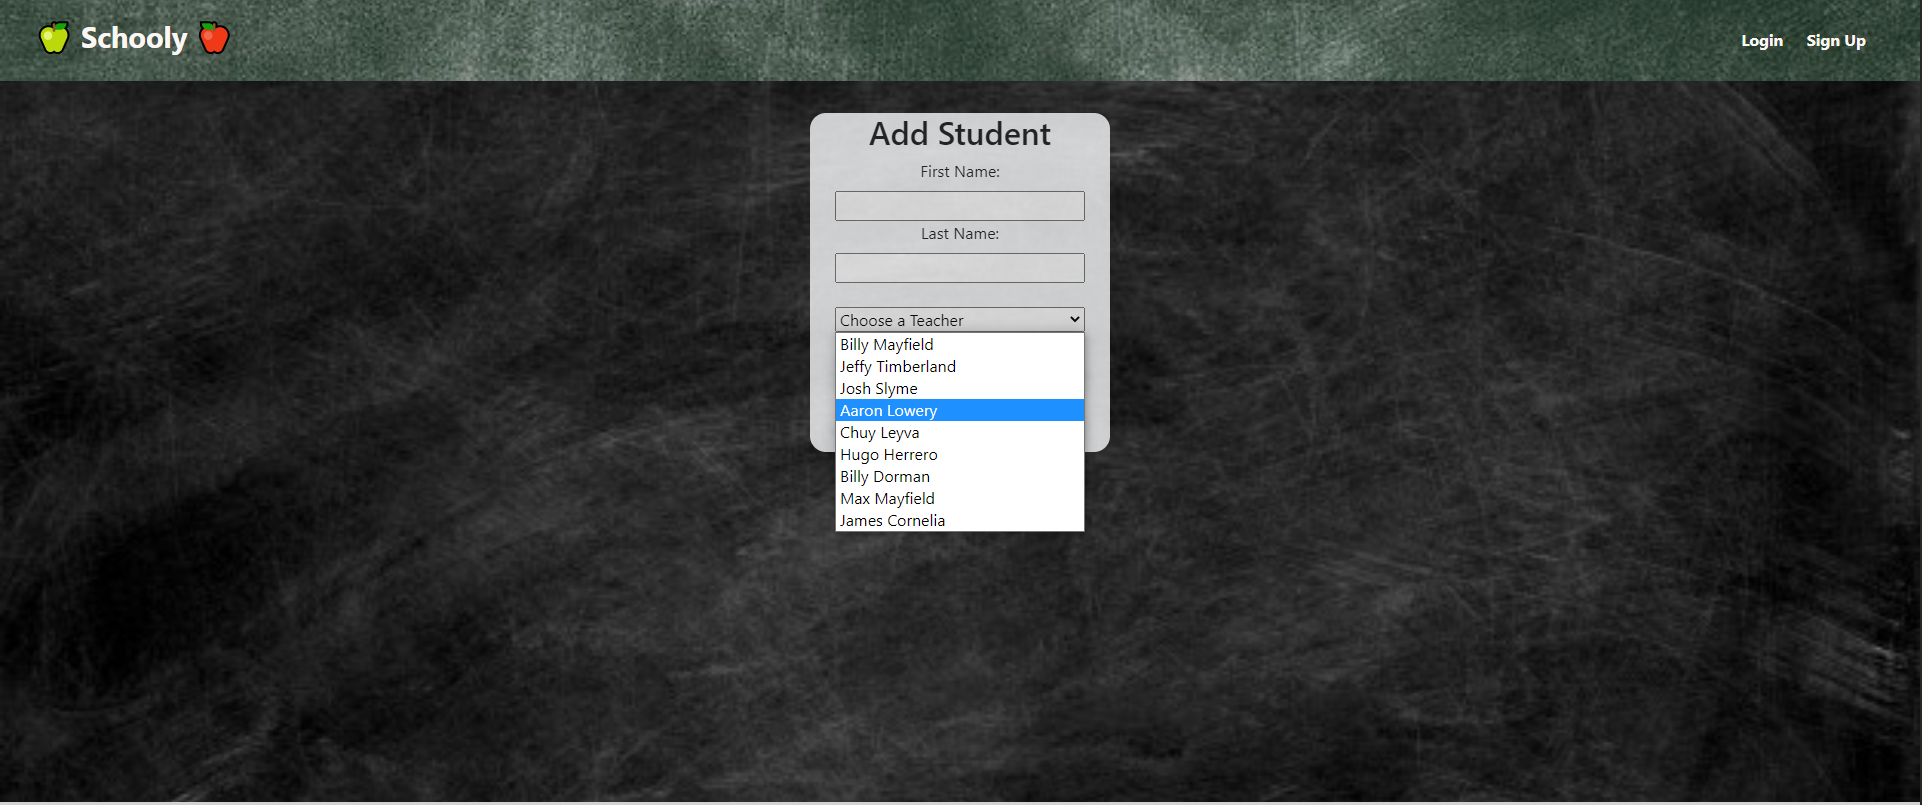 Schooly
Login Sign Up
Add Student
First Name:
Last Name:
Choose a Teacher
Billy Mayfield
Jeffy Timberland
Josh Slyme
Aaron Lowery
Chuy Leyva
Hugo Herrero
Billy Dorman
Max Mayfield
James Cornelia